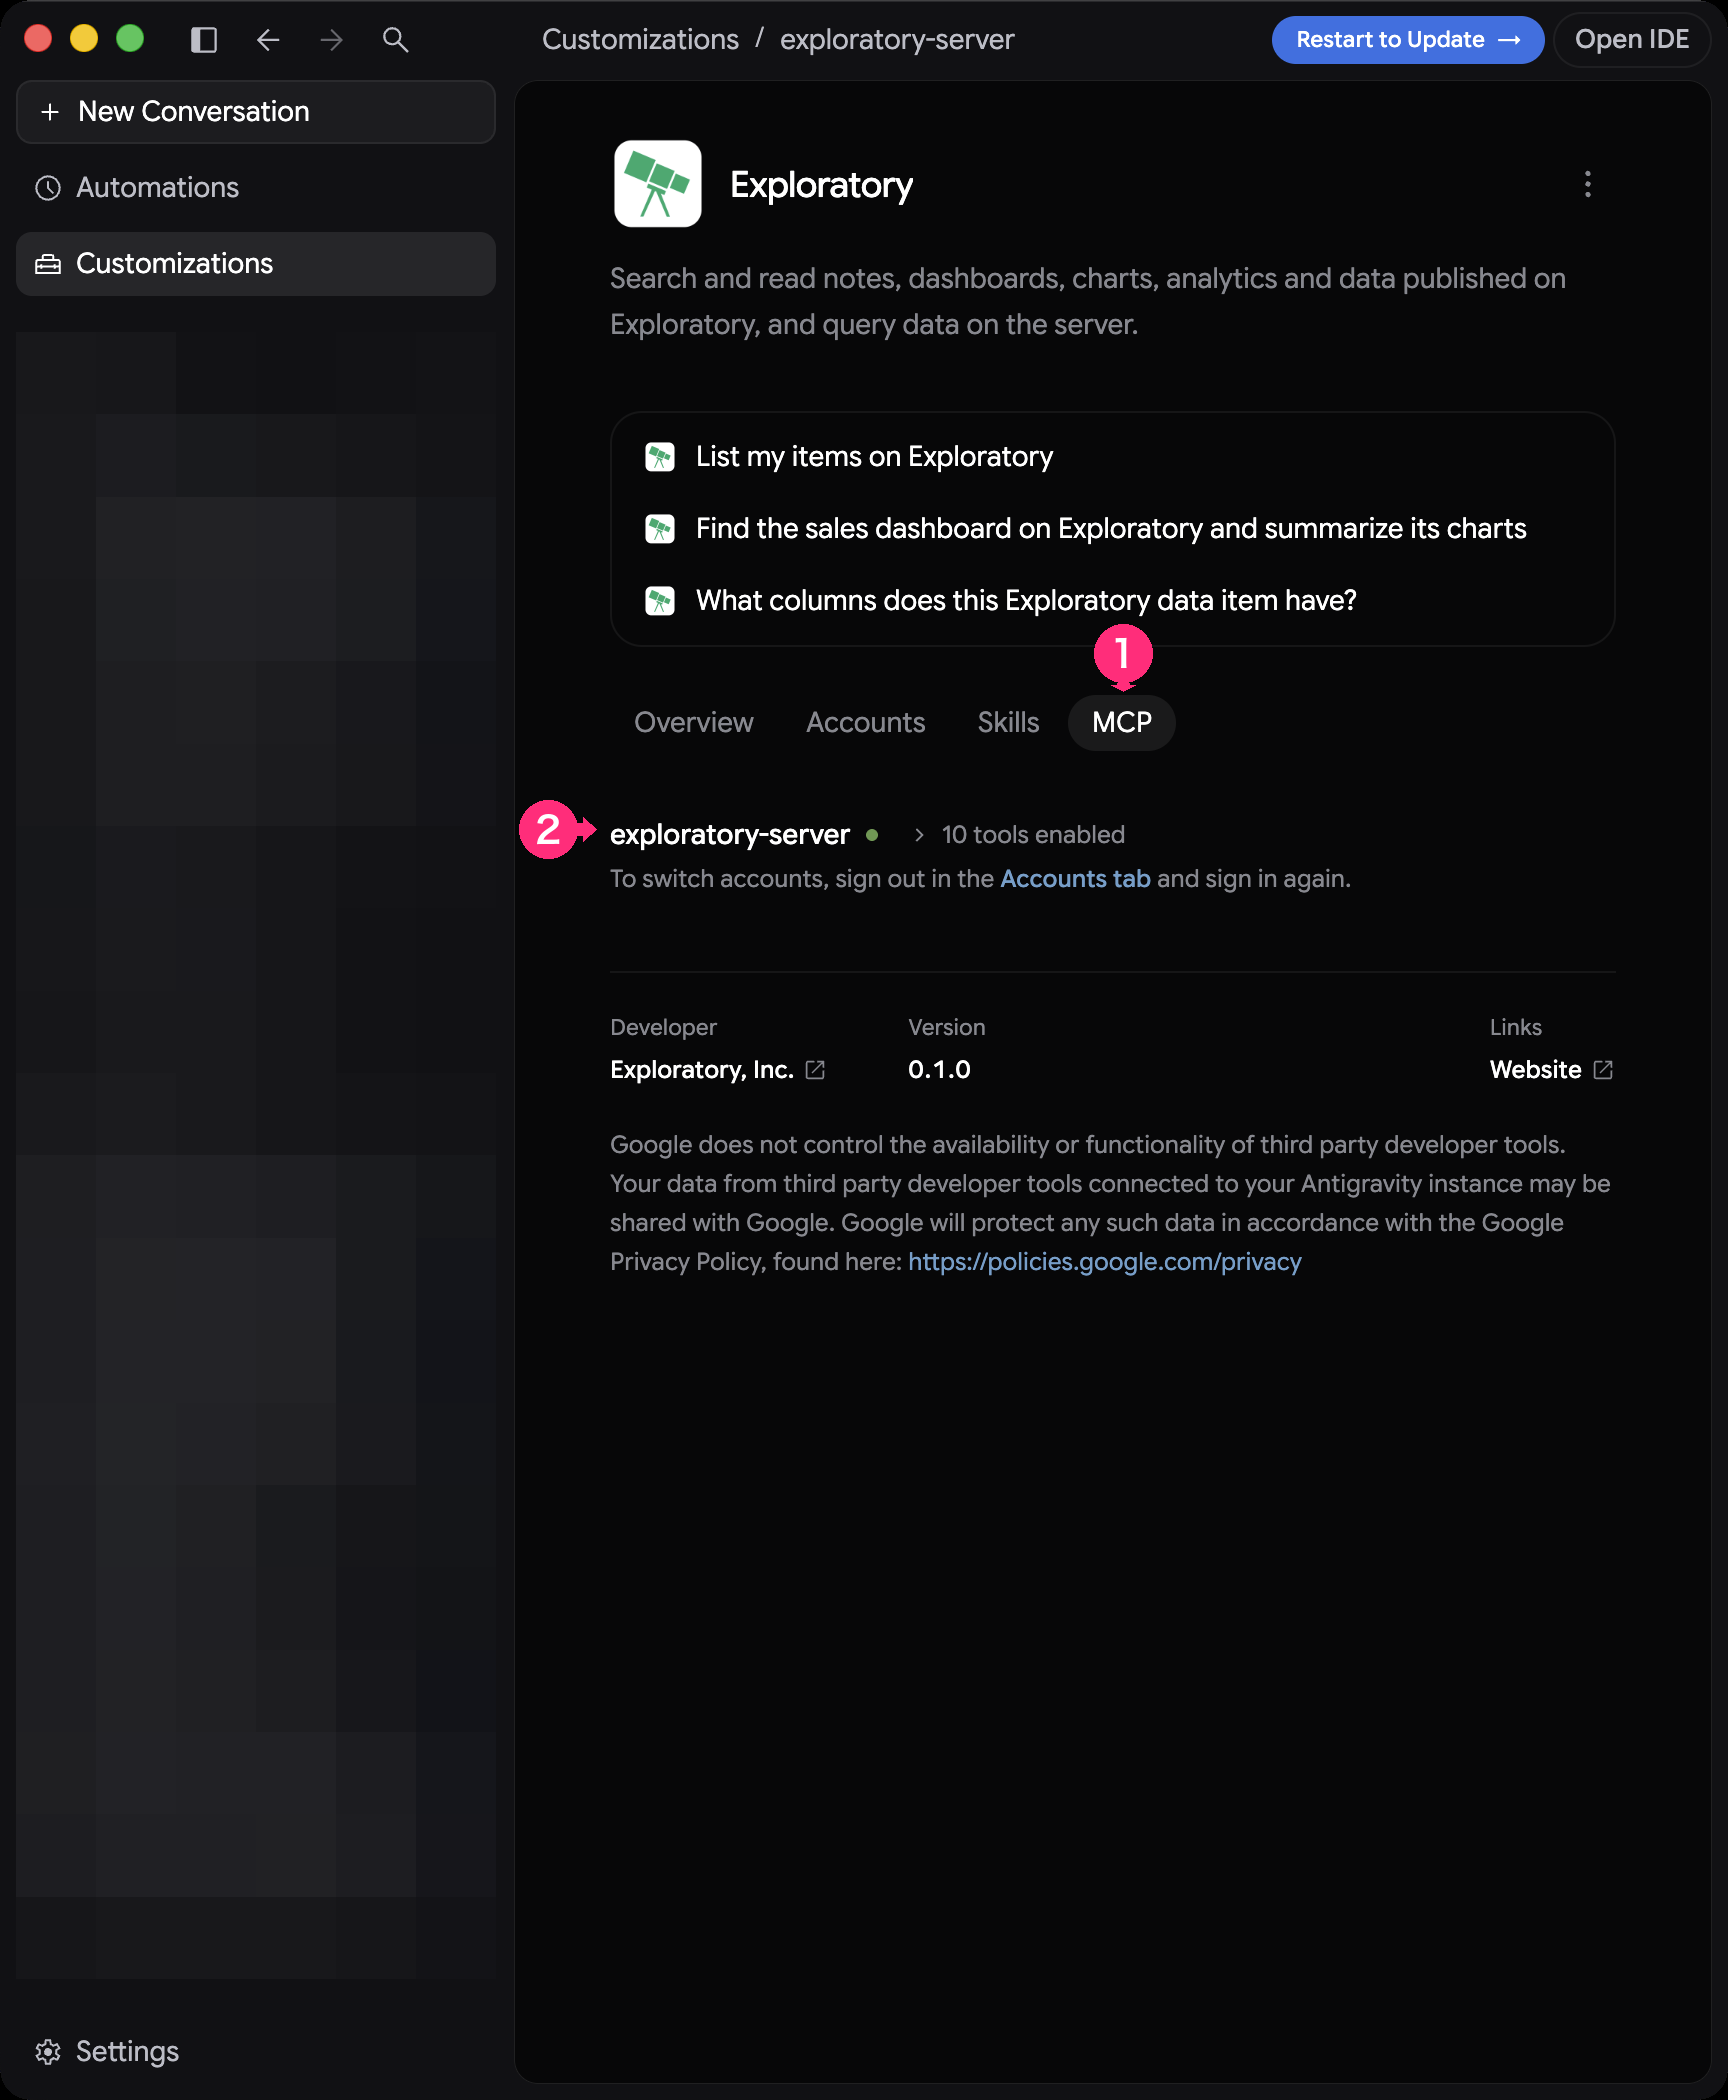 Customizations / exploratory-server
Restart to Update →
Open IDE
+ New Conversation
Automations
Customizations
Exploratory
Search and read notes, dashboards, charts, analytics and data published on
Exploratory, and query data on the server.
List my items on Exploratory
Find the sales dashboard on Exploratory and summarize its charts
What columns does this Exploratory data item have?
1
Overview Accounts Skills MCP
2
exploratory-server > 10 tools enabled
To switch accounts, sign out in the Accounts tab and sign in again.
Developer Version Links
Exploratory, Inc. 0.1.0 Website
Google does not control the availability or functionality of third party developer tools.
Your data from third party developer tools connected to your Antigravity instance may be
shared with Google. Google will protect any such data in accordance with the Google
Privacy Policy, found here: https://policies.google.com/privacy
Settings